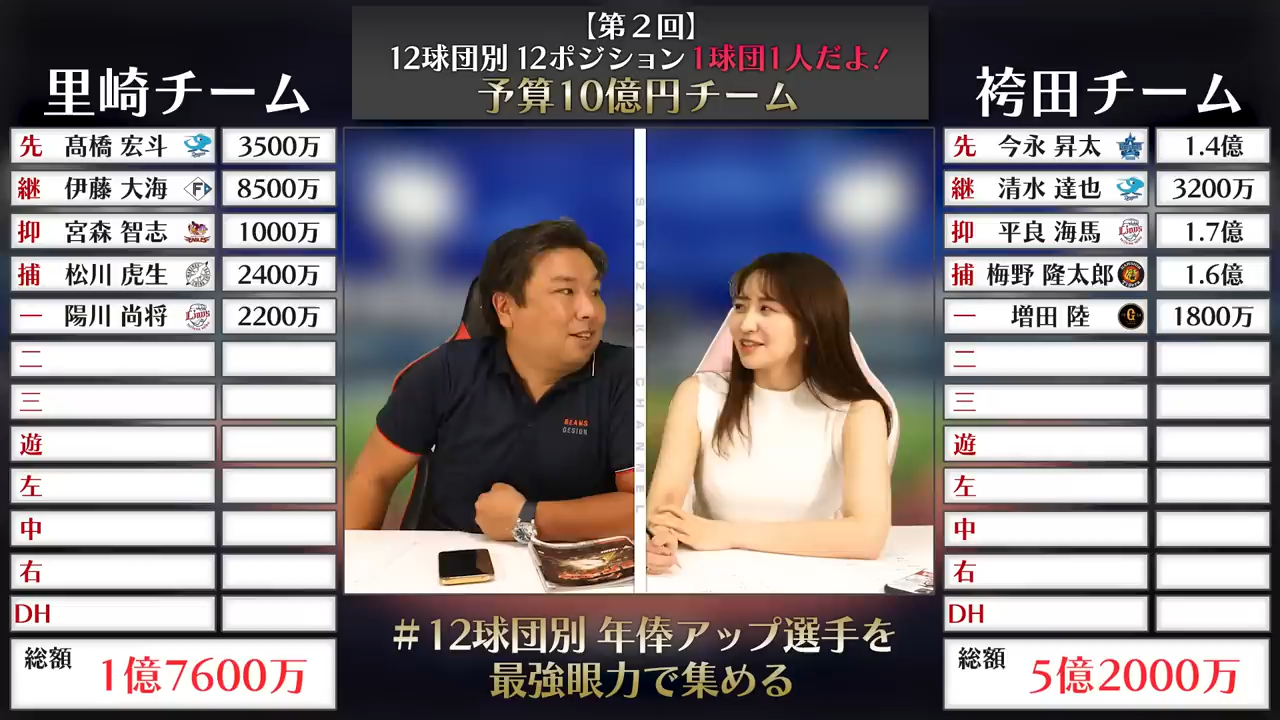 【第２回】
12球団別 12ポジション 1球団1人だよ！
予算10億円チーム
里崎チーム
先 髙橋 宏斗 3500万
継 伊藤 大海 F 8500万
抑 宮森 智志 EAGLES 1000万
捕 松川 虎生 2400万
一 陽川 尚将 Lions 2200万
二
三
遊
左
中
右
DH
総額 1億7600万
袴田チーム
先 今永 昇太 1.4億
継 清水 達也 3200万
抑 平良 海馬 Lions 1.7億
捕 梅野 隆太郎 1.6億
一 増田 陸 G 1800万
二
三
遊
左
中
右
DH
総額 5億2000万
SATOZAKI CHANNEL
BEAMS
DESIGN
＃12球団別 年俸アップ選手を
最強眼力で集める